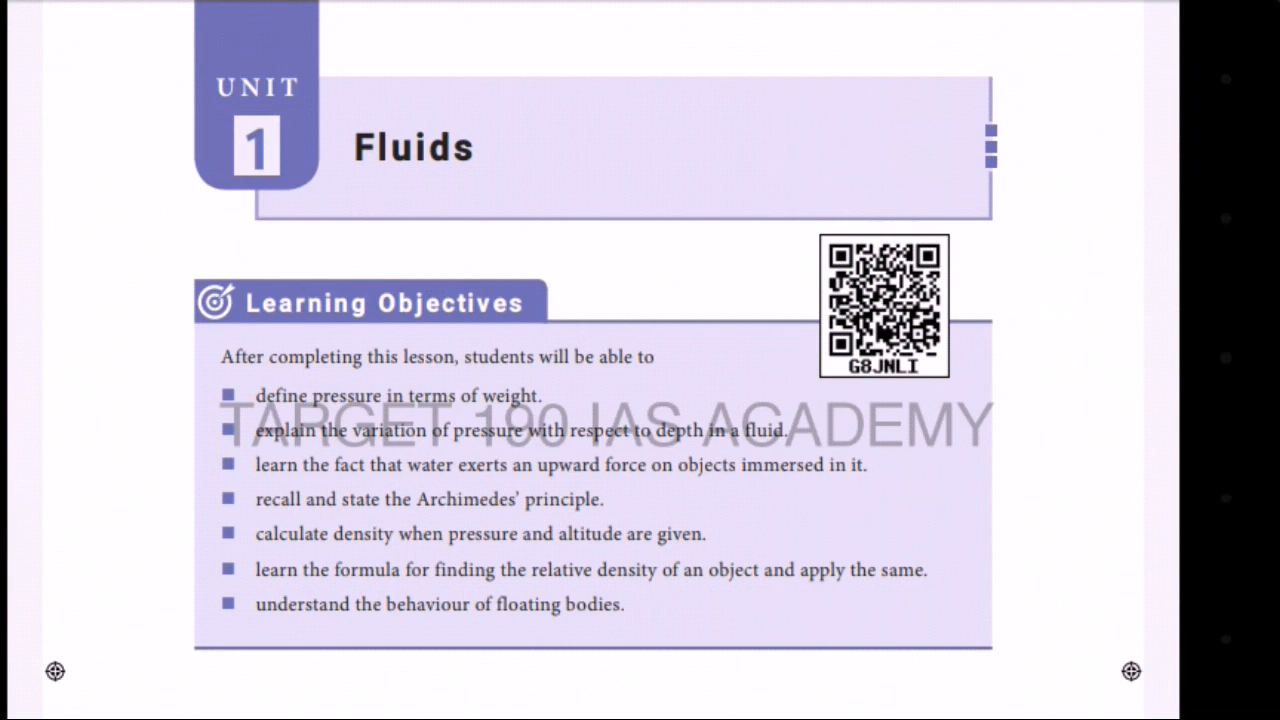 UNIT
1
Fluids
G8JNLI
Learning Objectives
After completing this lesson, students will be able to
define pressure in terms of weight.
TARGET 190 IAS ACADEMY
explain the variation of pressure with respect to depth in a fluid.
learn the fact that water exerts an upward force on objects immersed in it.
recall and state the Archimedes' principle.
calculate density when pressure and altitude are given.
learn the formula for finding the relative density of an object and apply the same.
understand the behaviour of floating bodies.